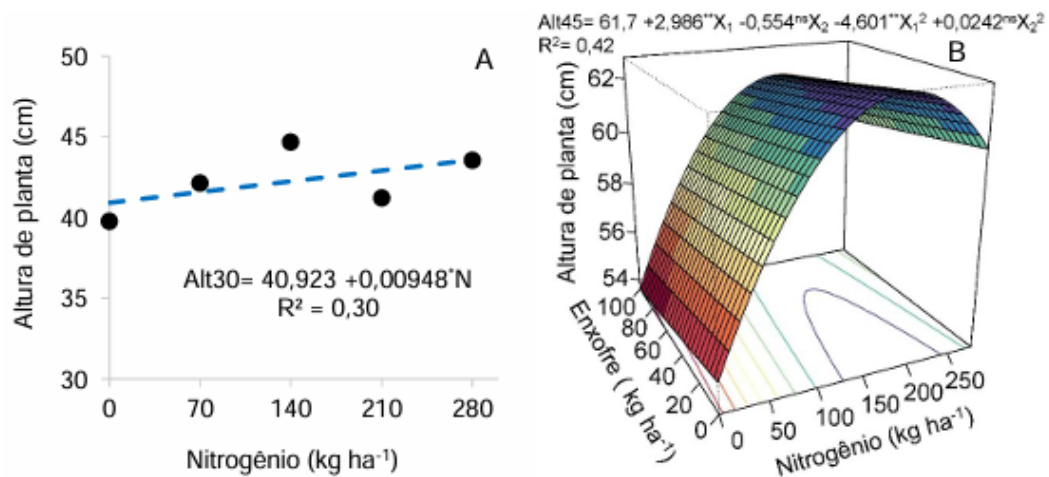 A
50
45
40
35
30
Altura de planta (cm)
Alt30= 40,923 +0,00948*N
R² = 0,30
0 70 140 210 280
Nitrogênio (kg ha⁻¹)
Alt45= 61,7 +2,986**X₁ -0,554ⁿˢX₂ -4,601**X₁² +0,0242ⁿˢX₂²
R²= 0,42
B
62
60
58
56
54
Altura de planta (cm)
100
80
60
40
20
0
Enxofre ( kg ha⁻¹)
0 50 100 150 200 250
Nitrogênio (kg ha⁻¹)